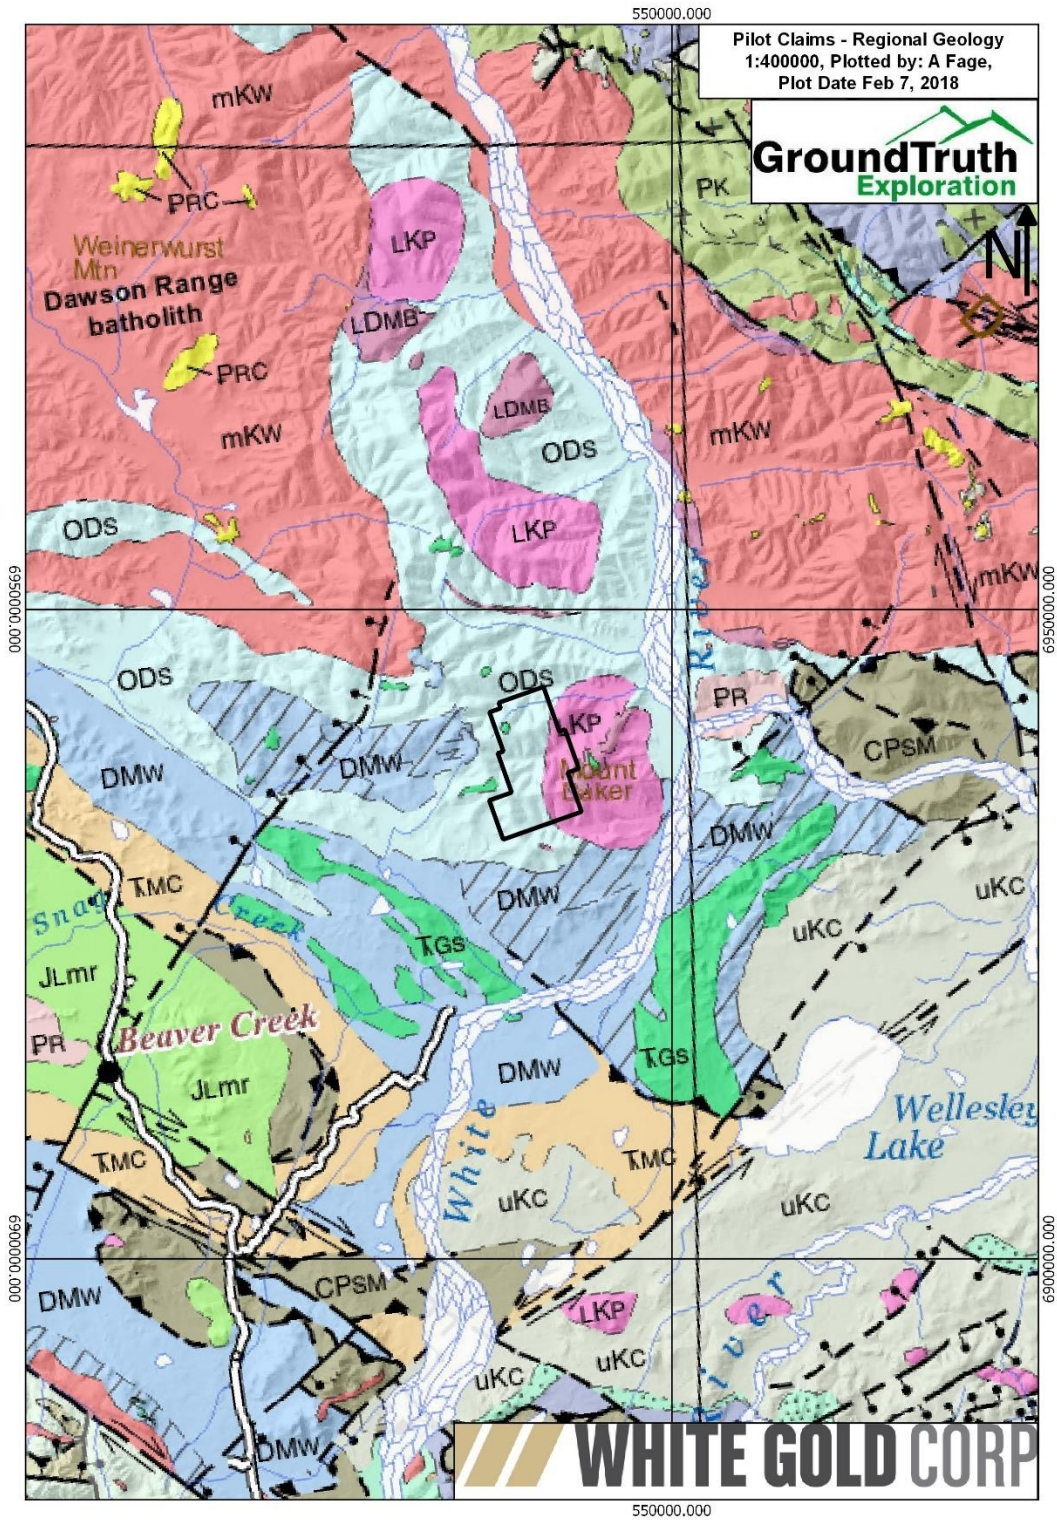 550000.000
Pilot Claims - Regional Geology
1:400000, Plotted by: A Fage,
Plot Date Feb 7, 2018
GroundTruth
Exploration
N
mKW
PRC
PK
LKP
Weinerwurst
Mtn
Dawson Range
batholith
LDMB
PRC
LDMB
mKW
mKW
ODs
ODs
LKP
mKW
6950000.000
6950000.000
River
ODs
ODs
PR
LKP
CPSM
DMW
DMW
Mount
Baker
DMW
TMC
DMW
uKC
Snag
Creek
uKC
TGs
JLmr
Beaver Creek
PR
TGs
DMW
JLmr
White
Wellesley
Lake
TMC
TMC
uKC
uKC
6900000.000
6900000.000
DMW
CPSM
LKP
River
uKC
uKC
DMW
WHITE GOLD CORP
550000.000